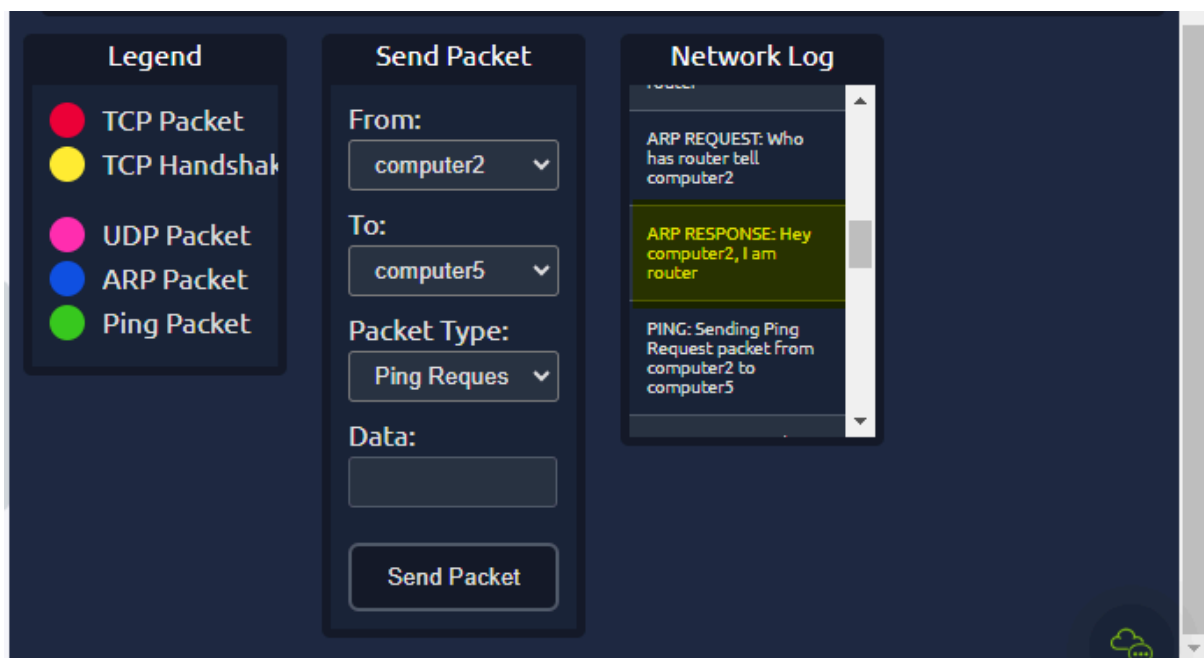 Legend
TCP Packet
TCP Handshak
UDP Packet
ARP Packet
Ping Packet
Send Packet
From:
computer2
To:
computer5
Packet Type:
Ping Reques
Data:
Send Packet
Network Log
router
ARP REQUEST: Who
has router tell
computer2
ARP RESPONSE: Hey
computer2, I am
router
PING: Sending Ping
Request packet from
computer2 to
computer5